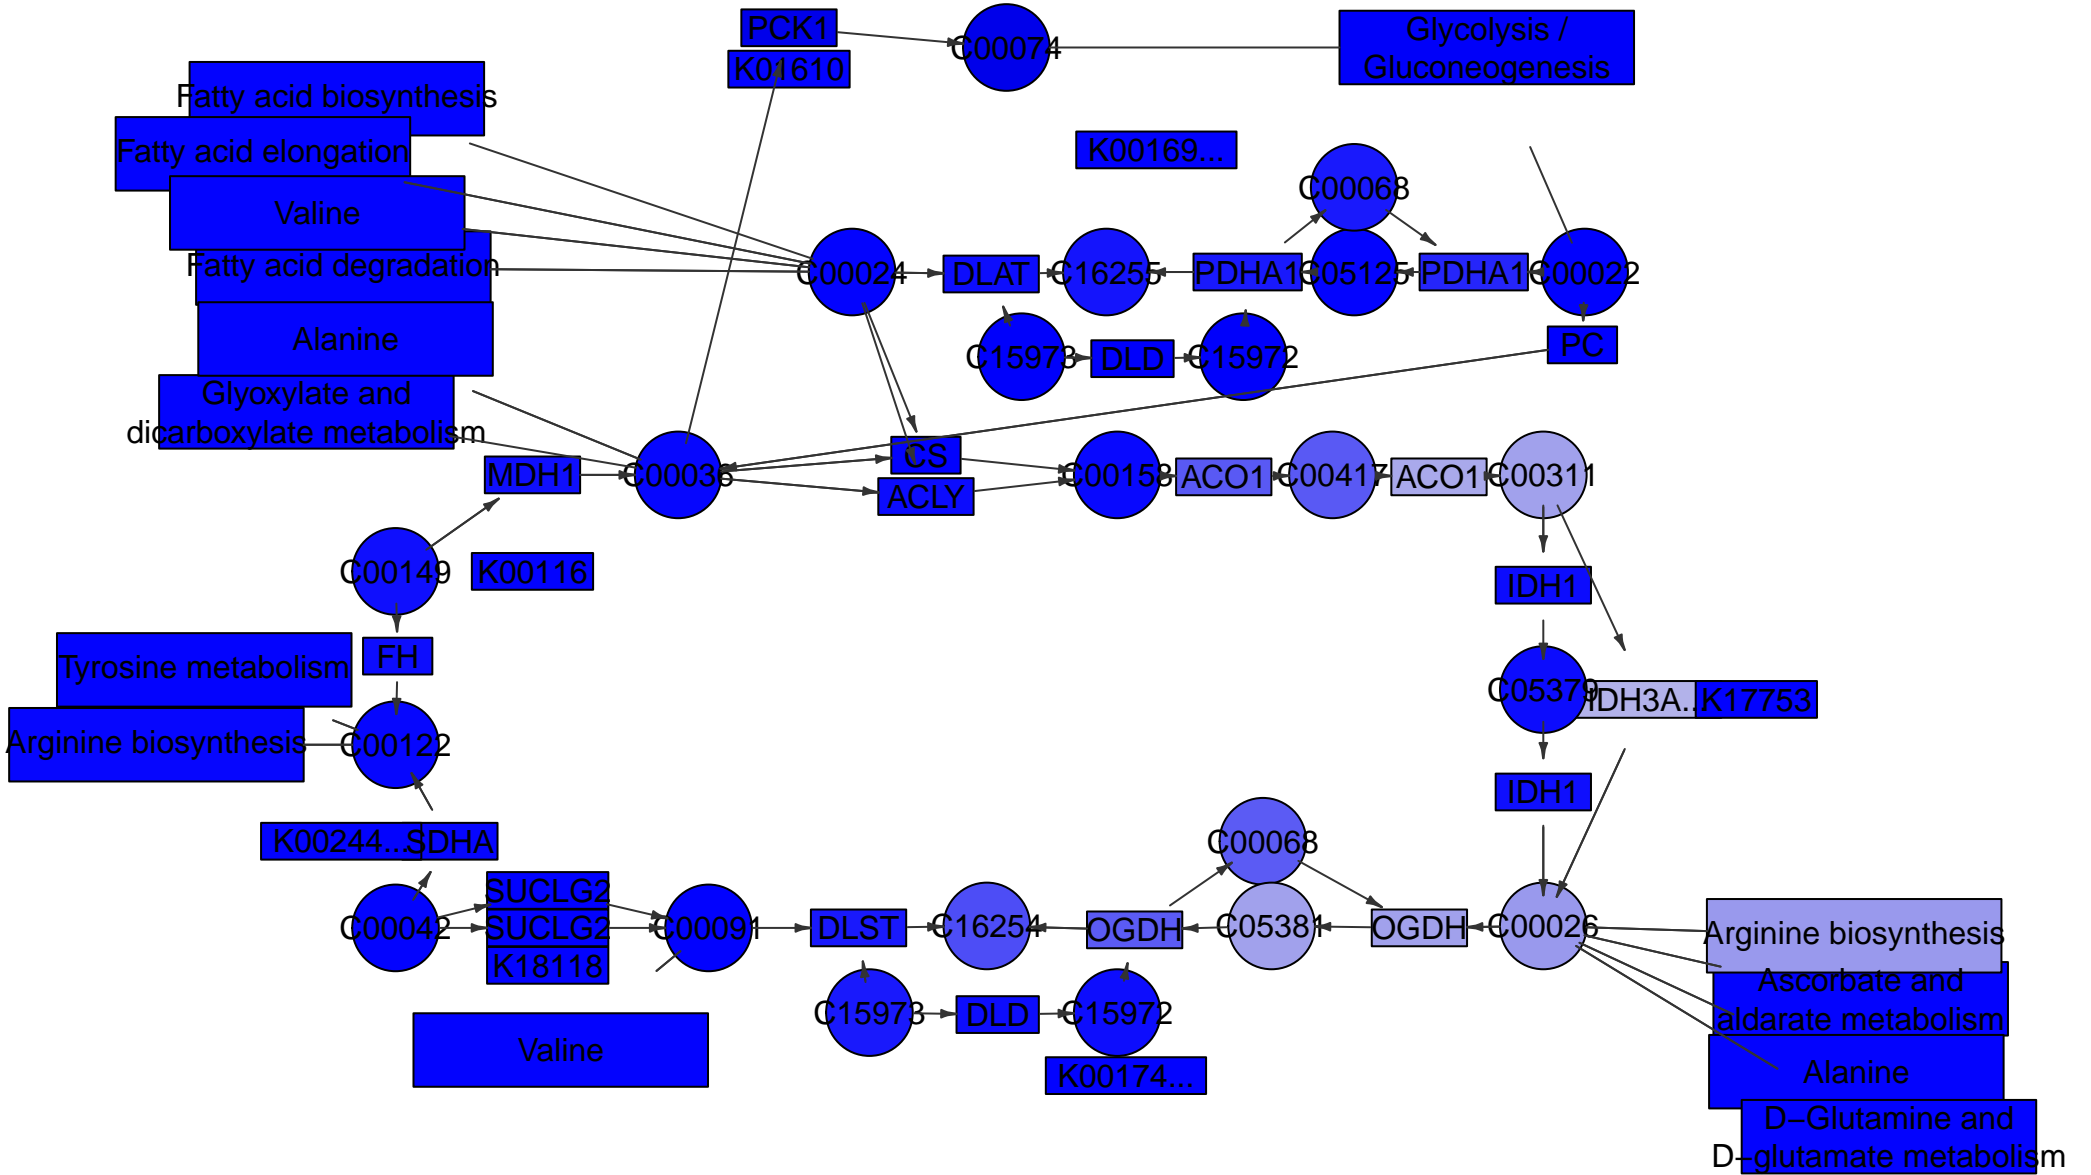 PCK1
C00074
Glycolysis /
Gluconeogenesis
K01610
Fatty acid biosynthesis
Fatty acid elongation
K00169...
C00068
Valine
Fatty acid degradation
C00024
DLAT
C16255
PDHA1
C05125
PDHA1
C00022
Alanine
C15973
DLD
C15972
PC
Glyoxylate and
dicarboxylate metabolism
MDH1
C00036
CS
ACLY
C00158
ACO1
C00417
ACO1
C00311
C00149
K00116
IDH1
FH
Tyrosine metabolism
C05379
IDH3A...
K17753
Arginine biosynthesis
C00122
IDH1
K00244...
SDHA
C00068
SUCLG2
C00042
SUCLG2
C00091
DLST
C16254
OGDH
C05381
OGDH
C00026
Arginine biosynthesis
K18118
Ascorbate and
aldarate metabolism
C15973
DLD
C15972
Valine
K00174...
Alanine
D−Glutamine and
D−glutamate metabolism